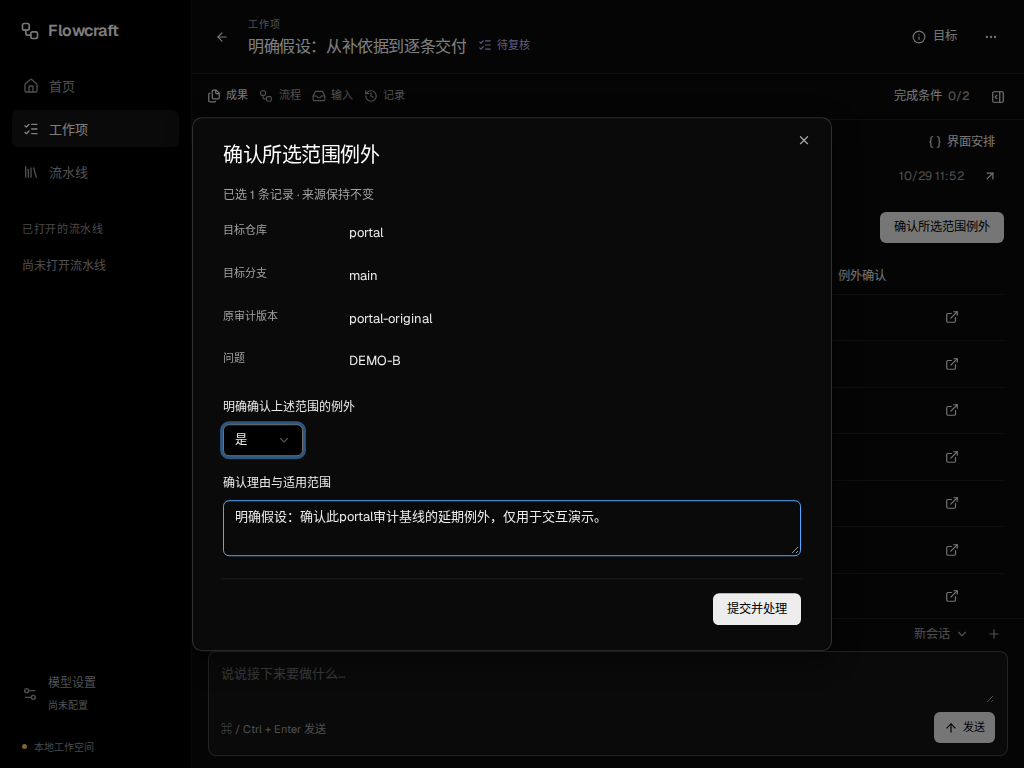 Flowcraft
首页
工作项
流水线
已打开的流水线
尚未打开流水线
模型设置
尚未配置
本地工作空间
工作项
明确假设：从补依据到逐条交付
待复核
目标
成果
流程
输入
记录
完成条件 0/2
{ } 界面安排
10/29 11:52
确认所选范围例外
例外确认
确认所选范围例外
已选 1 条记录 · 来源保持不变
目标仓库
portal
目标分支
main
原审计版本
portal-original
问题
DEMO-B
明确确认上述范围的例外
是
确认理由与适用范围
明确假设：确认此portal审计基线的延期例外，仅用于交互演示。
提交并处理
新会话
说说接下来要做什么...
⌘ / Ctrl + Enter 发送
发送